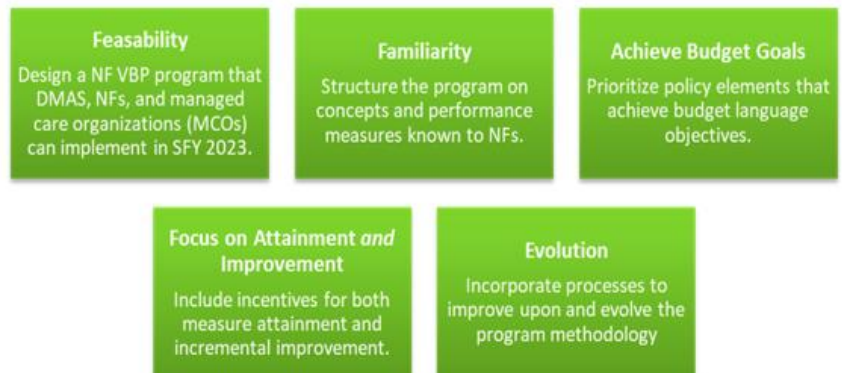 Feasability
Design a NF VBP program that
DMAS, NFs, and managed
care organizations (MCOs)
can implement in SFY 2023.
Familiarity
Structure the program on
concepts and performance
measures known to NFs.
Achieve Budget Goals
Prioritize policy elements that
achieve budget language
objectives.
Focus on Attainment and
Improvement
Include incentives for both
measure attainment and
incremental improvement.
Evolution
Incorporate processes to
improve upon and evolve the
program methodology